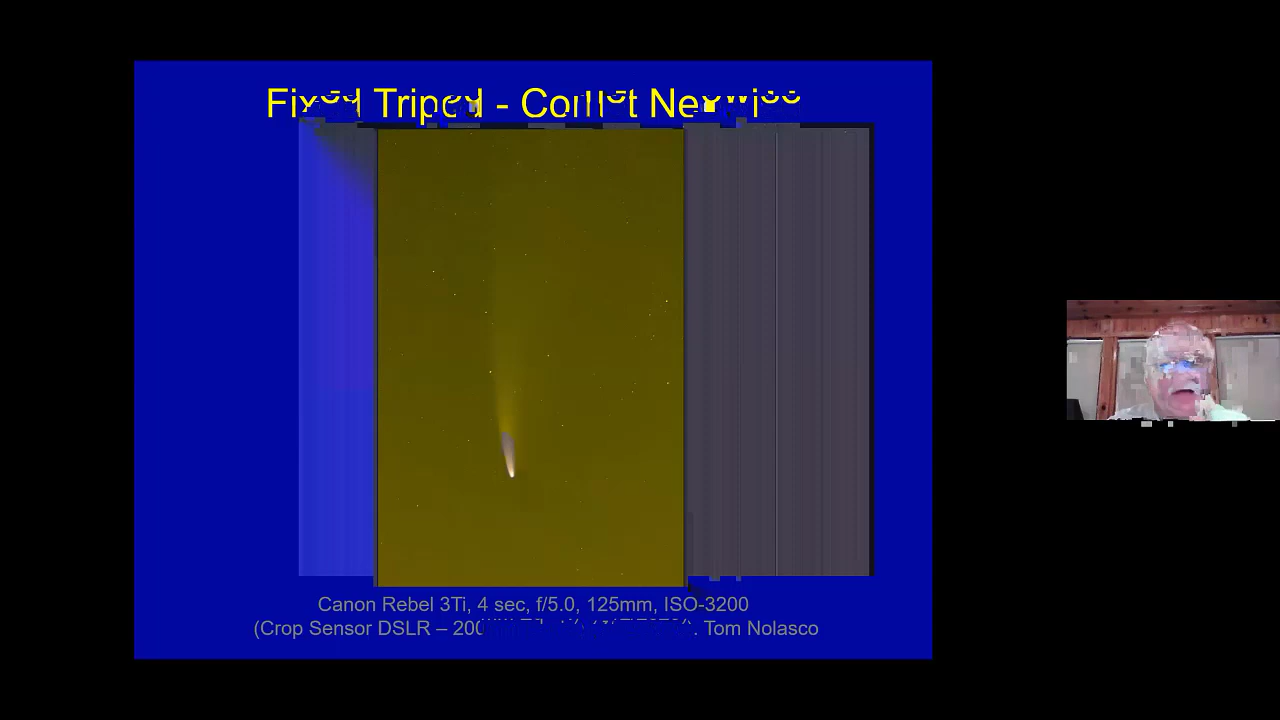 Fixed Tripod - Comet Neowise
Canon Rebel 3Ti, 4 sec, f/5.0, 125mm, ISO-3200
(Crop Sensor DSLR – 200 Tom Nolasco